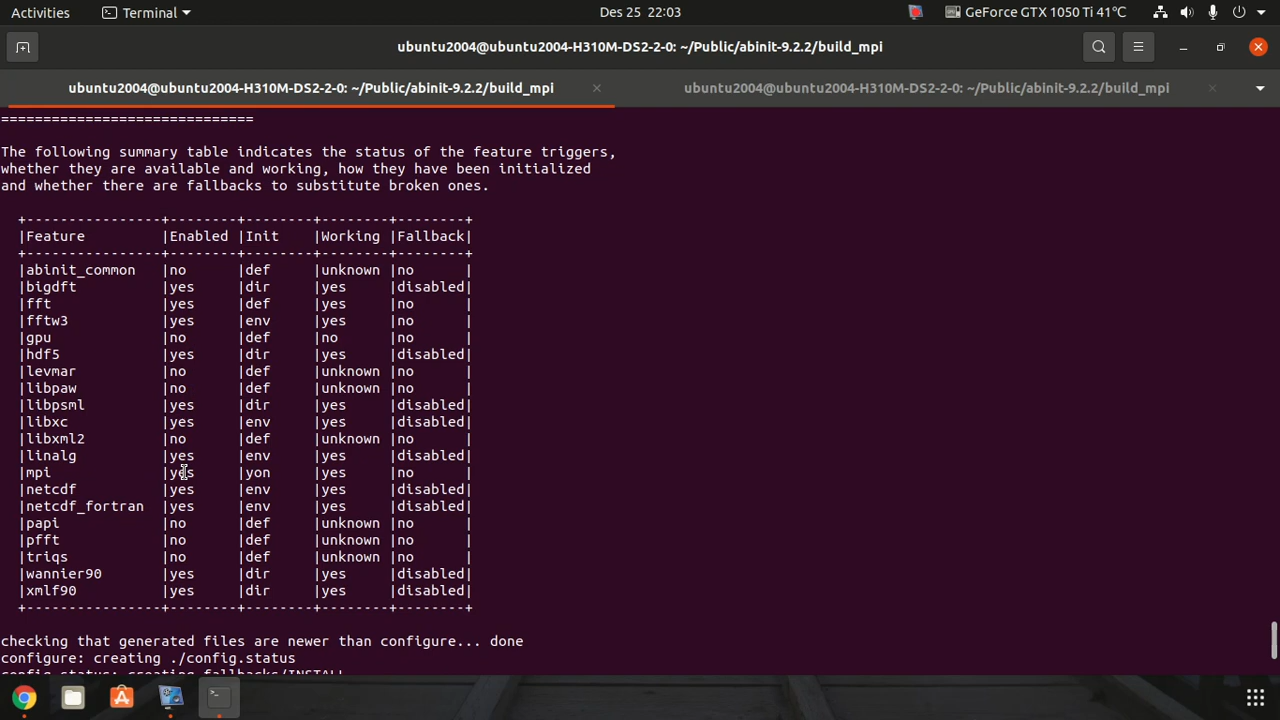 Activities Terminal Des 25 22:03 GeForce GTX 1050 Ti 41°C
ubuntu2004@ubuntu2004-H310M-DS2-2-0: ~/Public/abinit-9.2.2/build_mpi
ubuntu2004@ubuntu2004-H310M-DS2-2-0: ~/Public/abinit-9.2.2/build_mpi × ubuntu2004@ubuntu2004-H310M-DS2-2-0: ~/Public/abinit-9.2.2/build_mpi ×
==============================
The following summary table indicates the status of the feature triggers,
whether they are available and working, how they have been initialized
and whether there are fallbacks to substitute broken ones.
+----------------+--------+--------+--------+--------+
|Feature |Enabled |Init |Working |Fallback|
+----------------+--------+--------+--------+--------+
|abinit_common |no |def |unknown |no |
|bigdft |yes |dir |yes |disabled|
|fft |yes |def |yes |no |
|fftw3 |yes |env |yes |no |
|gpu |no |def |no |no |
|hdf5 |yes |dir |yes |disabled|
|levmar |no |def |unknown |no |
|libpaw |no |def |unknown |no |
|libpsml |yes |dir |yes |disabled|
|libxc |yes |env |yes |disabled|
|libxml2 |no |def |unknown |no |
|linalg |yes |env |yes |disabled|
|mpi |yes |yon |yes |no |
|netcdf |yes |env |yes |disabled|
|netcdf_fortran |yes |env |yes |disabled|
|papi |no |def |unknown |no |
|pfft |no |def |unknown |no |
|triqs |no |def |unknown |no |
|wannier90 |yes |dir |yes |disabled|
|xmlf90 |yes |dir |yes |disabled|
+----------------+--------+--------+--------+--------+
checking that generated files are newer than configure... done
configure: creating ./config.status
config.status: creating fallbacks/INSTALL